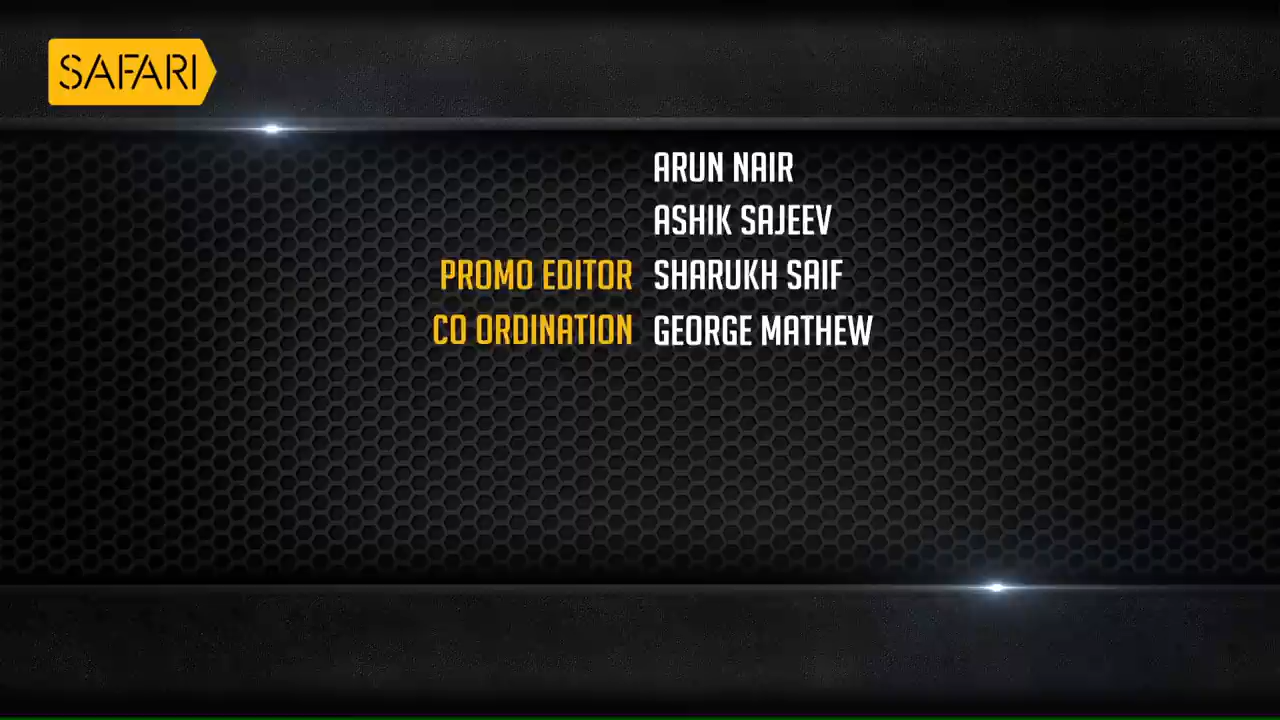 SAFARI
ARUN NAIR
ASHIK SAJEEV
PROMO EDITOR SHARUKH SAIF
CO ORDINATION GEORGE MATHEW